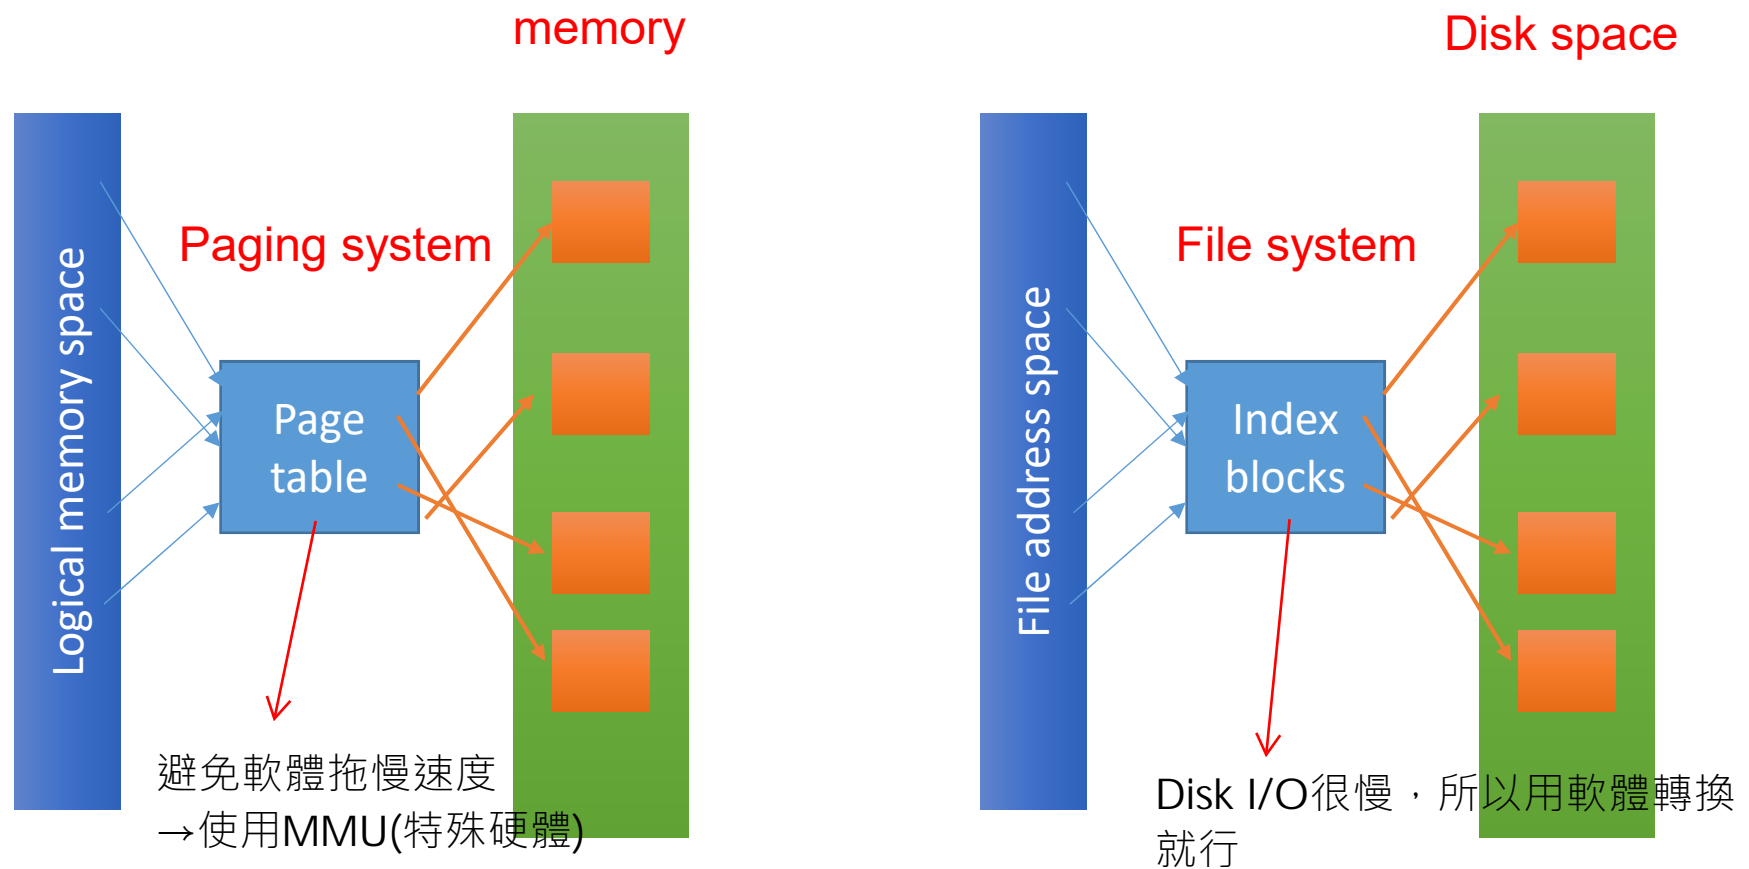 memory
Logical memory space
Paging system
Page
table
避免軟體拖慢速度
→使用MMU(特殊硬體)
Disk space
File address space
File system
Index
blocks
Disk I/O很慢，所以用軟體轉換
就行